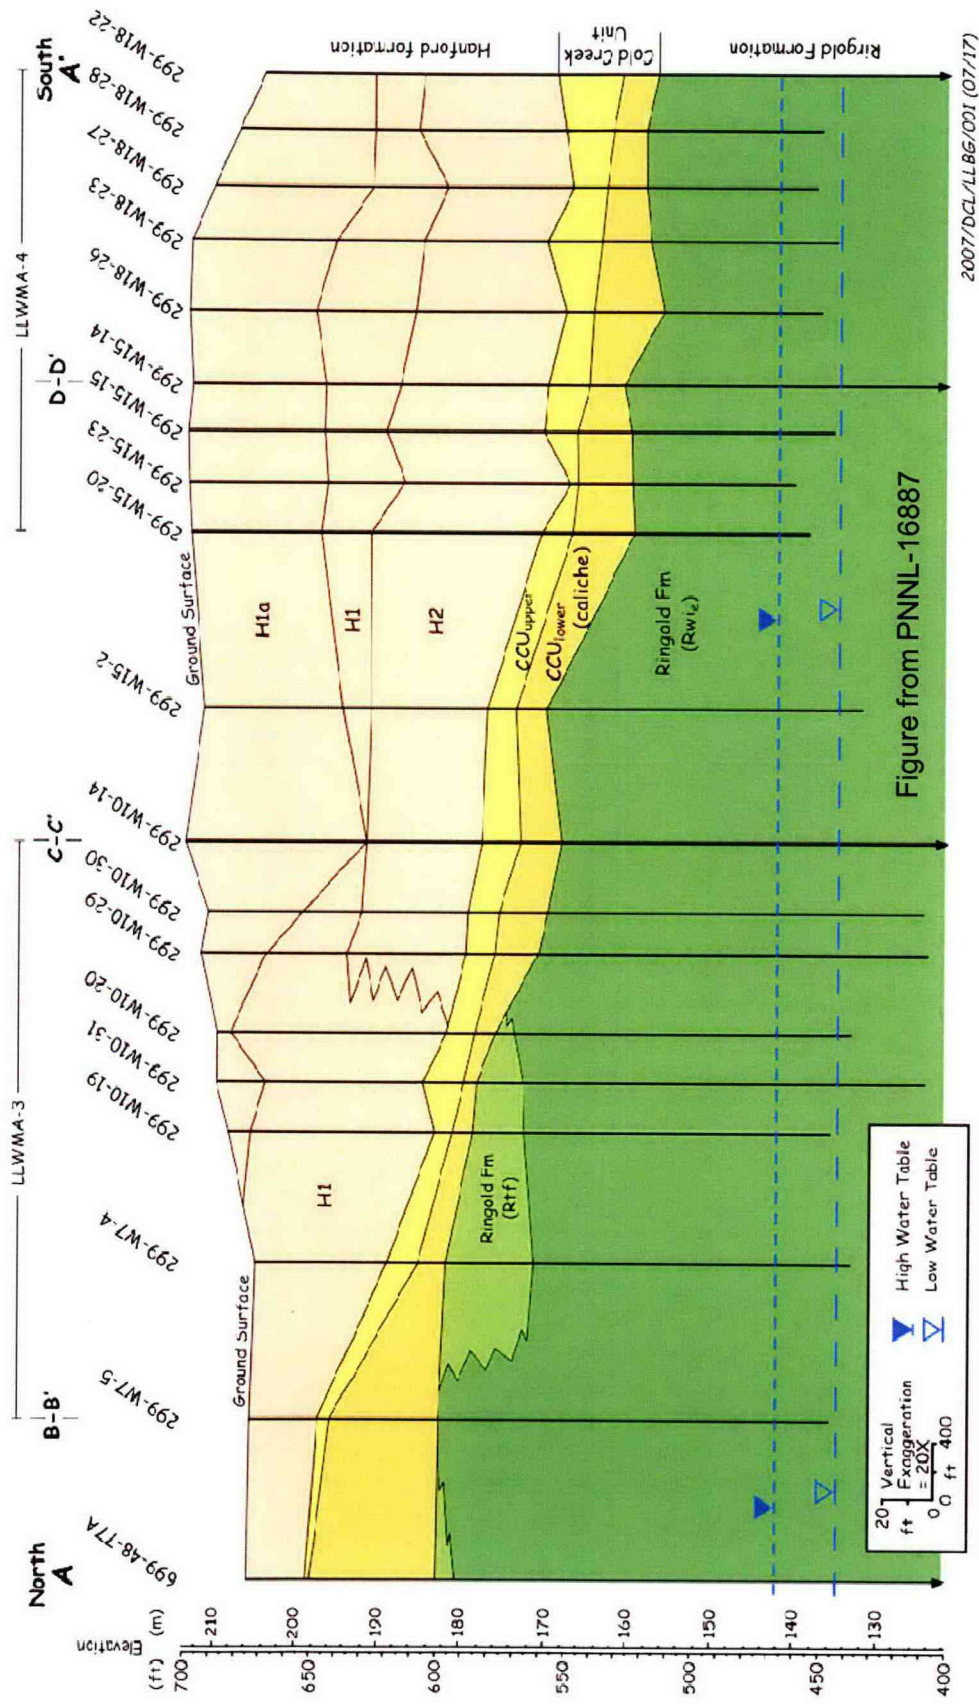 North
A
B-B'
C-C'
D-D'
South
A'
LLWMA-3
LLWMA-4
699-48-77A
299-W7-5
299-W7-4
299-W10-19
299-W10-31
299-W10-20
299-W10-29
299-W10-30
299-W10-14
299-W15-2
299-W15-20
299-W15-23
299-W15-15
299-W15-14
299-W18-26
299-W18-23
299-W18-27
299-W18-28
299-W18-22
Elevation
(ft)
(m)
700
650
600
550
500
450
400
210
200
190
180
170
160
150
140
130
Ground Surface
Ground Surface
H1
H1a
H1
H2
CCUupper
CCUlower
(caliche)
Ringold Fm
(Rtf)
Ringold Fm
(Rwie)
Hanford formation
Cold Creek
Unit
Ringold Formation
20
ft
0
Vertical
Exaggeration
= 20X
0 ft 400
High Water Table
Low Water Table
Figure from PNNL-16887
2007/DCL/LLBG/001 (07/17)